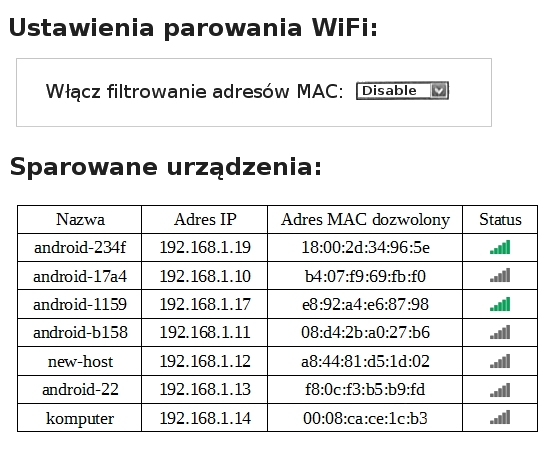 Ustawienia parowania WiFi:
Włącz filtrowanie adresów MAC: Disable
Sparowane urządzenia:
Nazwa Adres IP Adres MAC dozwolony Status
android-234f 192.168.1.19 18:00:2d:34:96:5e
android-17a4 192.168.1.10 b4:07:f9:69:fb:f0
android-1159 192.168.1.17 e8:92:a4:e6:87:98
android-b158 192.168.1.11 08:d4:2b:a0:27:b6
new-host 192.168.1.12 a8:44:81:d5:1d:02
android-22 192.168.1.13 f8:0c:f3:b5:b9:fd
komputer 192.168.1.14 00:08:ca:ce:1c:b3